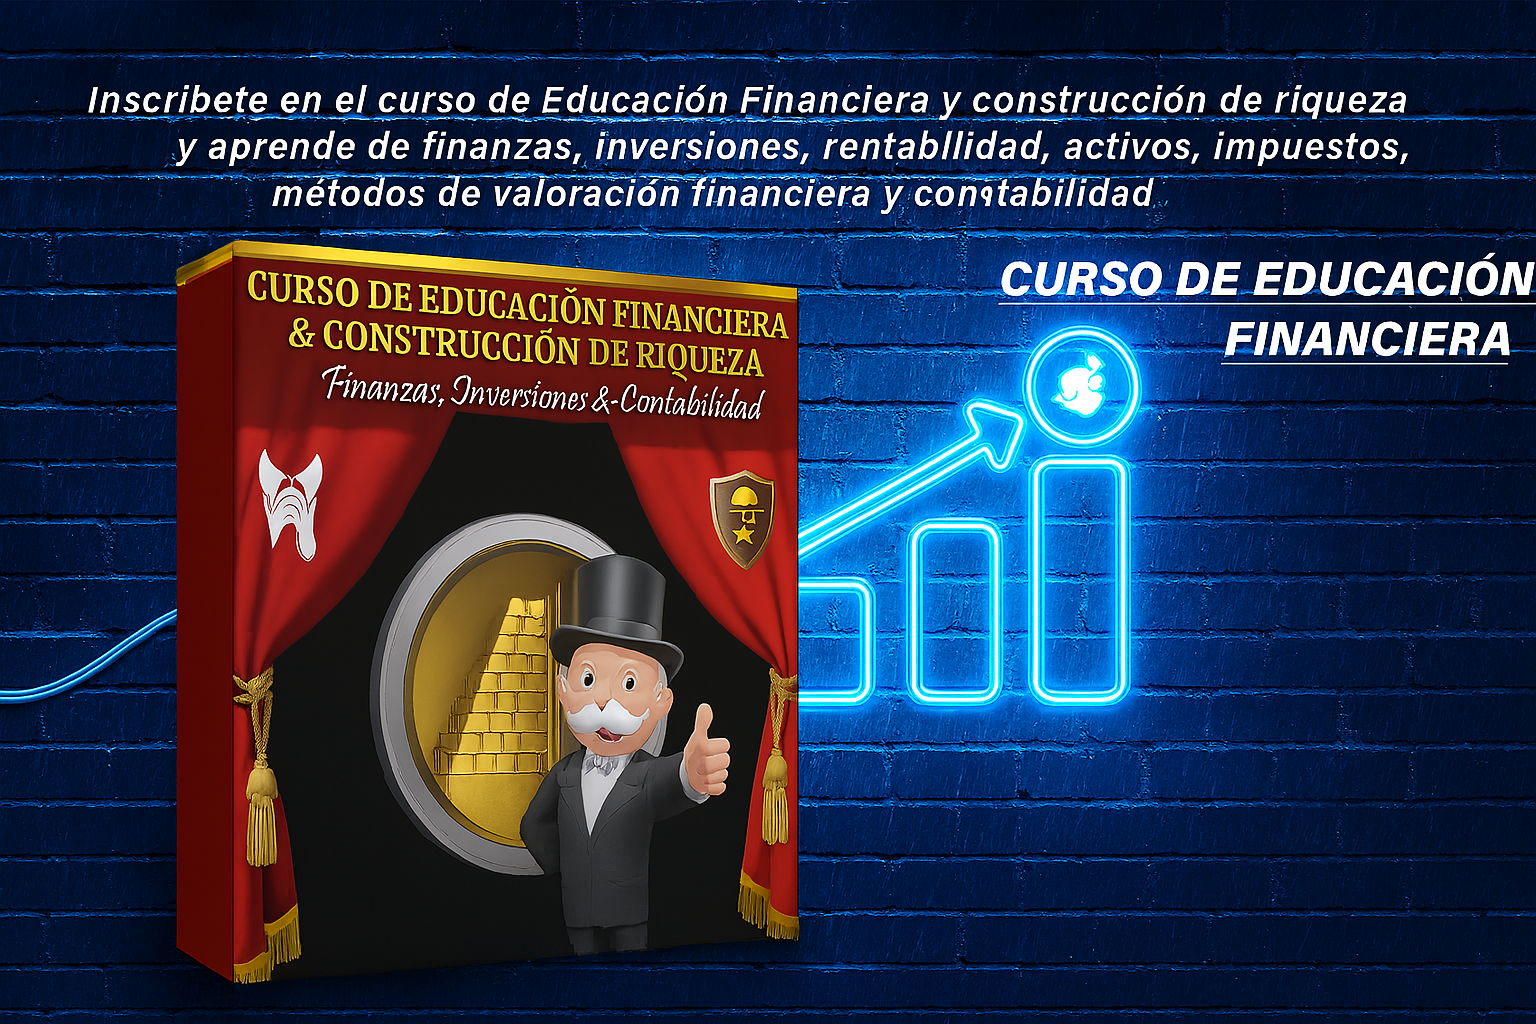 Inscribete en el curso de Educación Financiera y construcción de riqueza
y aprende de finanzas, inversiones, rentabllidad, activos, impuestos,
métodos de valoración financiera y contabilidad
CURSO DE EDUCACIÓN
FINANCIERA
CURSO DE EDUCACIÓN FINANCIERA
& CONSTRUCCIÓN DE RIQUEZA
Finanzas, Inversiones &-Contabilidad